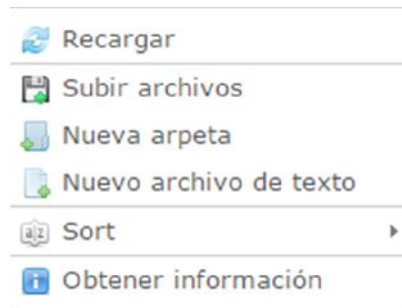 Recargar
Subir archivos
Nueva arpeta
Nuevo archivo de texto
Sort
Obtener información